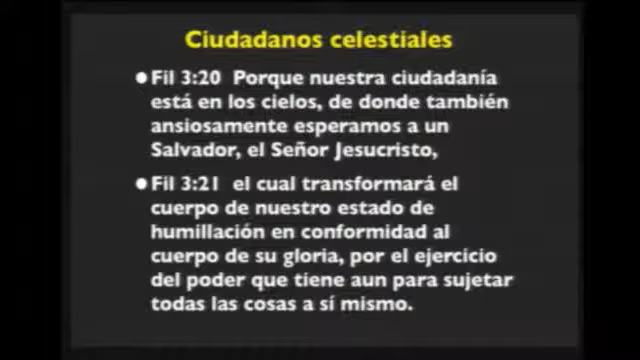 Ciudadanos celestiales
● Fil 3:20 Porque nuestra ciudadanía
está en los cielos, de donde también
ansiosamente esperamos a un
Salvador, el Señor Jesucristo,
● Fil 3:21 el cual transformará el
cuerpo de nuestro estado de
humillación en conformidad al
cuerpo de su gloria, por el ejercicio
del poder que tiene aun para sujetar
todas las cosas a sí mismo.